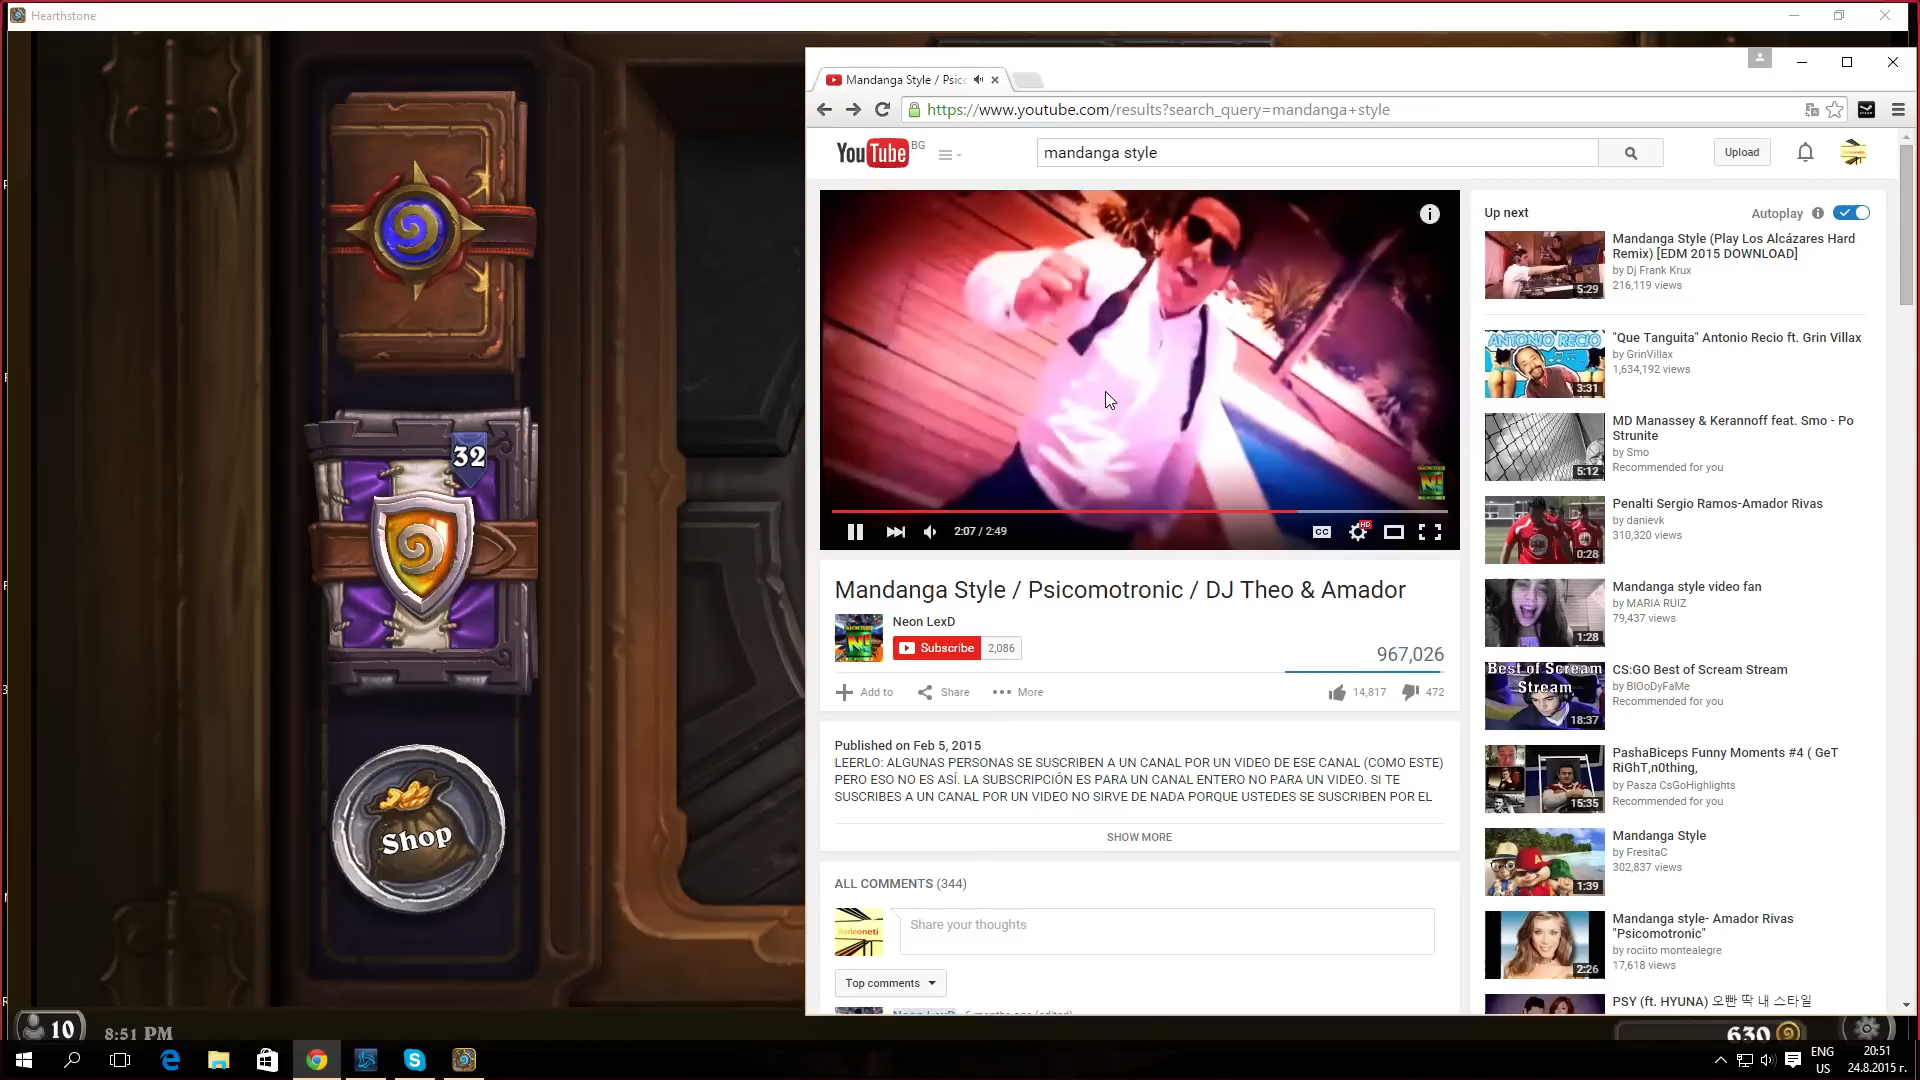 Hearthstone
Mandanga Style / Psic
https://www.youtube.com/results?search_query=mandanga+style
YouTube BG
mandanga style
Upload
32
Shop
10
8:51 PM
630
2:07 / 2:49
CC
HD
Mandanga Style / Psicomotronic / DJ Theo & Amador
Neon LexD
Subscribe 2,086
967,026
Add to Share More
14,817 472
Published on Feb 5, 2015
LEERLO: ALGUNAS PERSONAS SE SUSCRIBEN A UN CANAL POR UN VIDEO DE ESE CANAL (COMO ESTE)
PERO ESO NO ES ASÍ. LA SUBSCRIPCIÓN ES PARA UN CANAL ENTERO NO PARA UN VIDEO. SI TE
SUSCRIBES A UN CANAL POR UN VIDEO NO SIRVE DE NADA PORQUE USTEDES SE SUSCRIBEN POR EL
SHOW MORE
ALL COMMENTS (344)
Share your thoughts
Top comments
Up next
Autoplay
Mandanga Style (Play Los Alcázares Hard
Remix) [EDM 2015 DOWNLOAD]
by Dj Frank Krux
216,119 views
5:29
"Que Tanguita" Antonio Recio ft. Grin Villax
by GrinVillax
1,634,192 views
ANTONIO RECIO
3:31
MD Manassey & Kerannoff feat. Smo - Po
Strunite
by Smo
Recommended for you
5:12
Penalti Sergio Ramos-Amador Rivas
by danievk
310,320 views
0:28
Mandanga style video fan
by MARIA RUIZ
79,437 views
1:28
CS:GO Best of Scream Stream
by BlOoDyFaMe
Recommended for you
Best of Scream
Stream
18:37
PashaBiceps Funny Moments #4 ( GeT
RiGhT,n0thing,
by Pasza CsGoHighlights
Recommended for you
15:35
Mandanga Style
by FresitaC
302,837 views
1:39
Mandanga style- Amador Rivas
"Psicomotronic"
by rociito montealegre
17,618 views
2:26
PSY (ft. HYUNA) 오빤 딱 내 스타일
ENG
US
20:51
24.8.2015 г.